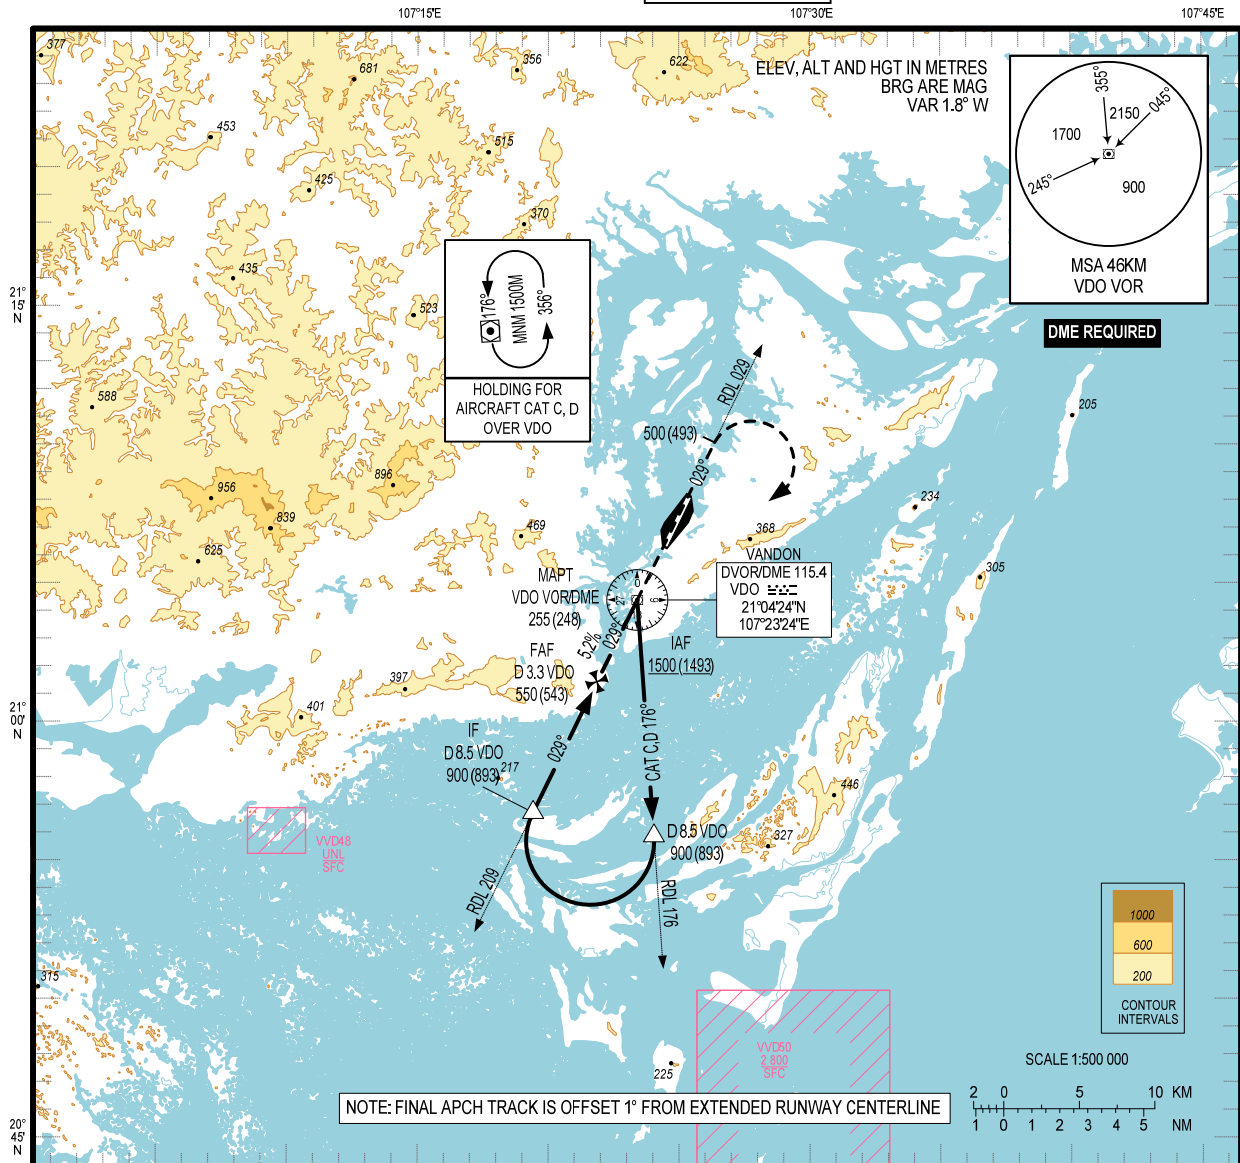 107°15'E
107°30'E
107°45'E
377
681
356
622
ELEV, ALT AND HGT IN METRES
BRG ARE MAG
VAR 1.8° W
355°
045°
2150
1700
245°
900
MSA 46KM
VDO VOR
453
515
425
370
435
523
21°
15'
N
176°
MNM 1500M
356°
HOLDING FOR
AIRCRAFT CAT C, D
OVER VDO
DME REQUIRED
RDL 029
588
205
500 (493)
029°
896
956
234
839
469
368
625
305
MAPT
VDO VOR/DME
255 (248)
0
6
21
VANDON
DVOR/DME 115.4
VDO
21°04'24"N
107°23'24"E
5.2%
029°
FAF
D 3.3 VDO
550 (543)
IAF
1500 (1493)
397
401
21°
00'
N
IF
D 8.5 VDO
900 (893)
217
029°
CAT C,D 176°
446
D 8.5 VDO
900 (893)
327
VVD48
UNL
SFC
RDL 209
RDL 176
1000
600
200
CONTOUR
INTERVALS
315
VVD50
2 800
SFC
225
SCALE 1:500 000
2 0 5 10 KM
1 0 1 2 3 4 5 NM
NOTE: FINAL APCH TRACK IS OFFSET 1° FROM EXTENDED RUNWAY CENTERLINE
20°
45'
N